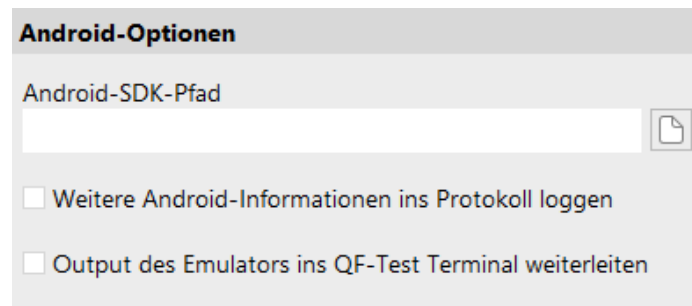 Android-Optionen
Android-SDK-Pfad
Weitere Android-Informationen ins Protokoll loggen
Output des Emulators ins QF-Test Terminal weiterleiten